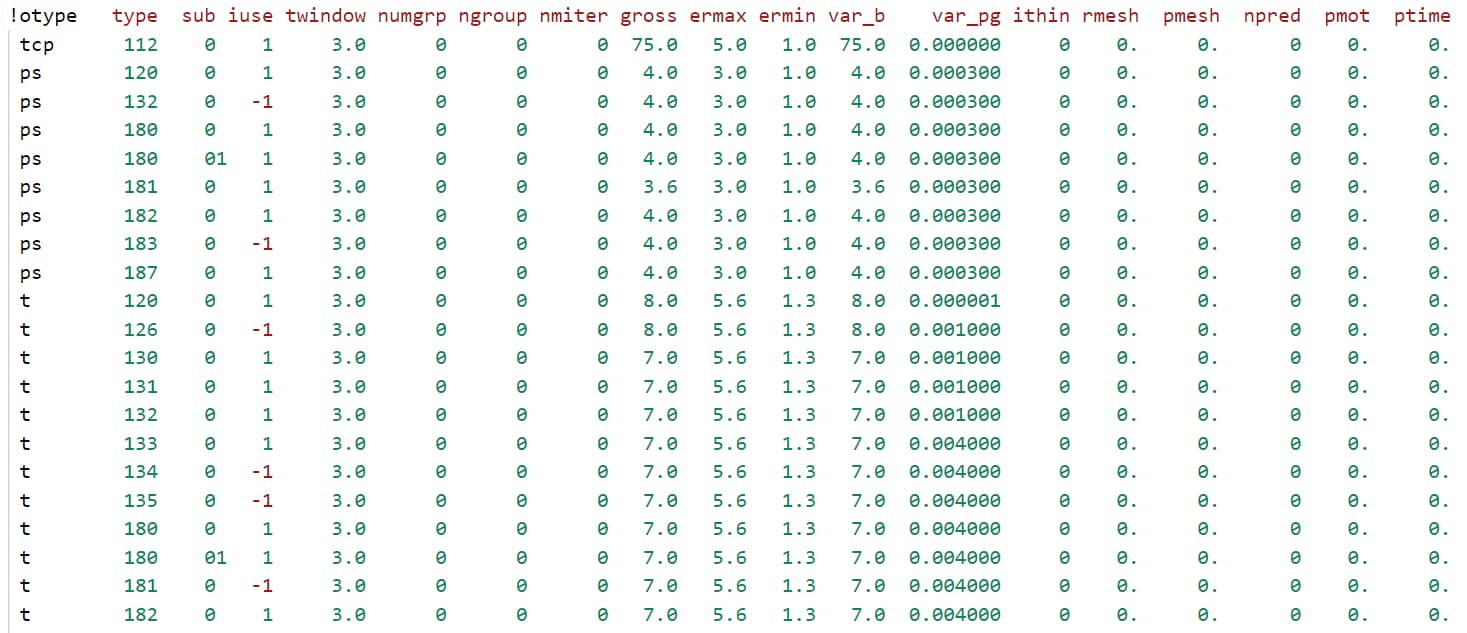 !otype type sub iuse twindow numgrp ngroup nmiter gross ermax ermin var_b var_pg ithin rmesh pmesh npred pmot ptime
tcp 112 0 1 3.0 0 0 0 75.0 5.0 1.0 75.0 0.000000 0 0. 0. 0 0. 0.
ps 120 0 1 3.0 0 0 0 4.0 3.0 1.0 4.0 0.000300 0 0. 0. 0 0. 0.
ps 132 0 -1 3.0 0 0 0 4.0 3.0 1.0 4.0 0.000300 0 0. 0. 0 0. 0.
ps 180 0 1 3.0 0 0 0 4.0 3.0 1.0 4.0 0.000300 0 0. 0. 0 0. 0.
ps 180 01 1 3.0 0 0 0 4.0 3.0 1.0 4.0 0.000300 0 0. 0. 0 0. 0.
ps 181 0 1 3.0 0 0 0 3.6 3.0 1.0 3.6 0.000300 0 0. 0. 0 0. 0.
ps 182 0 1 3.0 0 0 0 4.0 3.0 1.0 4.0 0.000300 0 0. 0. 0 0. 0.
ps 183 0 -1 3.0 0 0 0 4.0 3.0 1.0 4.0 0.000300 0 0. 0. 0 0. 0.
ps 187 0 1 3.0 0 0 0 4.0 3.0 1.0 4.0 0.000300 0 0. 0. 0 0. 0.
t 120 0 1 3.0 0 0 0 8.0 5.6 1.3 8.0 0.000001 0 0. 0. 0 0. 0.
t 126 0 -1 3.0 0 0 0 8.0 5.6 1.3 8.0 0.001000 0 0. 0. 0 0. 0.
t 130 0 1 3.0 0 0 0 7.0 5.6 1.3 7.0 0.001000 0 0. 0. 0 0. 0.
t 131 0 1 3.0 0 0 0 7.0 5.6 1.3 7.0 0.001000 0 0. 0. 0 0. 0.
t 132 0 1 3.0 0 0 0 7.0 5.6 1.3 7.0 0.001000 0 0. 0. 0 0. 0.
t 133 0 1 3.0 0 0 0 7.0 5.6 1.3 7.0 0.004000 0 0. 0. 0 0. 0.
t 134 0 -1 3.0 0 0 0 7.0 5.6 1.3 7.0 0.004000 0 0. 0. 0 0. 0.
t 135 0 -1 3.0 0 0 0 7.0 5.6 1.3 7.0 0.004000 0 0. 0. 0 0. 0.
t 180 0 1 3.0 0 0 0 7.0 5.6 1.3 7.0 0.004000 0 0. 0. 0 0. 0.
t 180 01 1 3.0 0 0 0 7.0 5.6 1.3 7.0 0.004000 0 0. 0. 0 0. 0.
t 181 0 -1 3.0 0 0 0 7.0 5.6 1.3 7.0 0.004000 0 0. 0. 0 0. 0.
t 182 0 1 3.0 0 0 0 7.0 5.6 1.3 7.0 0.004000 0 0. 0. 0 0. 0.